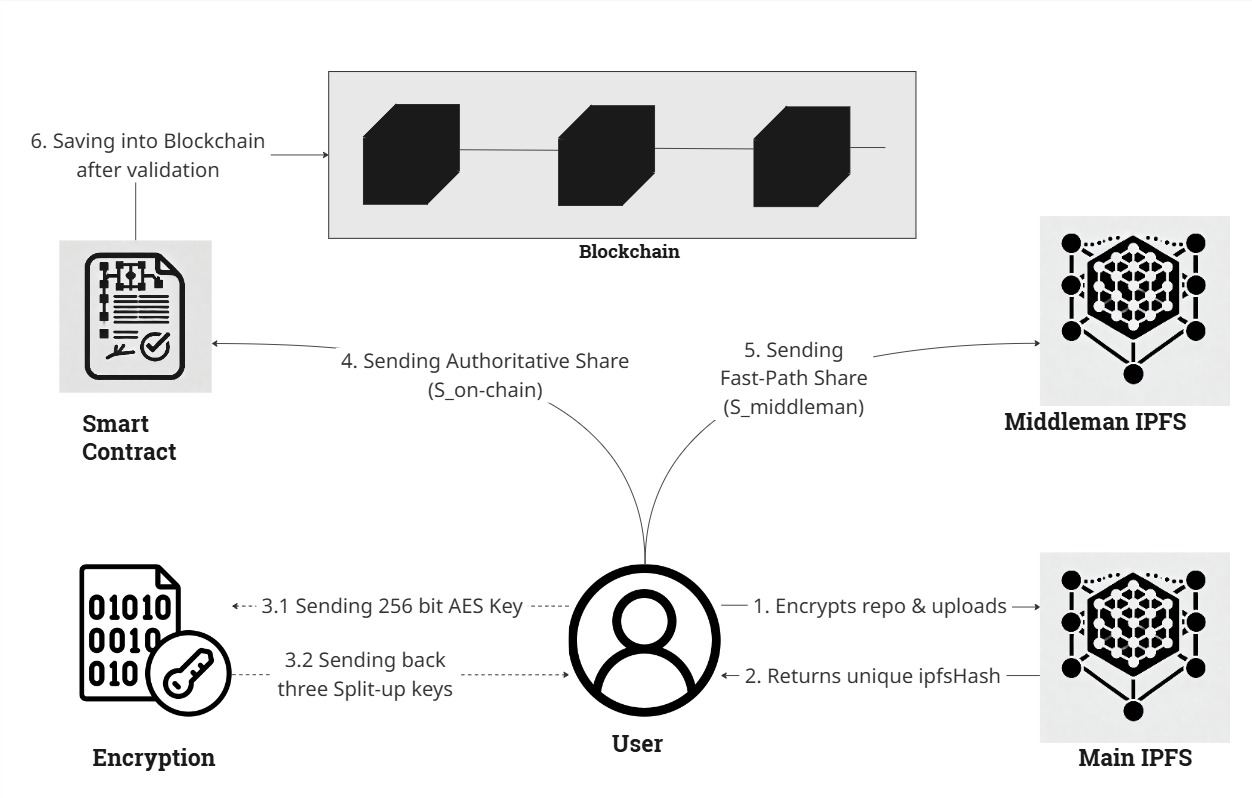 6. Saving into Blockchain
after validation
Blockchain
4. Sending Authoritative Share
(S_on-chain)
5. Sending
Fast-Path Share
(S_middleman)
Smart
Contract
Middleman IPFS
01010
0010
010
3.1 Sending 256 bit AES Key
1. Encrypts repo & uploads
3.2 Sending back
three Split-up keys
2. Returns unique ipfsHash
Encryption
User
Main IPFS